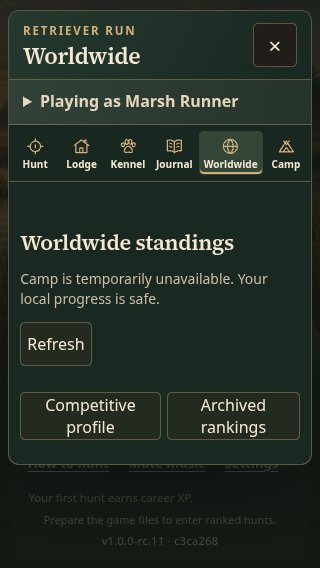 RETRIEVER RUN
Worldwide
×
▶ Playing as Marsh Runner
Hunt Lodge Kennel Journal Worldwide Camp
Worldwide standings
Camp is temporarily unavailable. Your
local progress is safe.
Refresh
Competitive
profile
Archived
rankings
How to hunt Mute music Settings
Your first hunt earns career XP.
Prepare the game files to enter ranked hunts.
v1.0.0-rc.11 · c3ca268